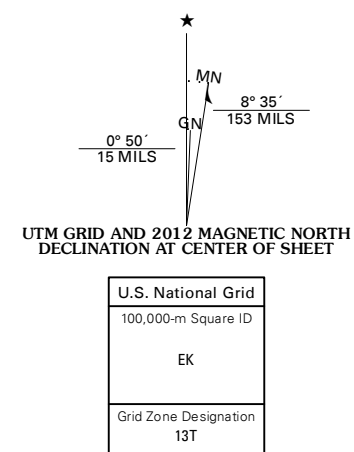 ★
MN
GN
8° 35´
153 MILS
0° 50´
15 MILS
UTM GRID AND 2012 MAGNETIC NORTH
DECLINATION AT CENTER OF SHEET
U.S. National Grid
100,000-m Square ID
EK
Grid Zone Designation
13T